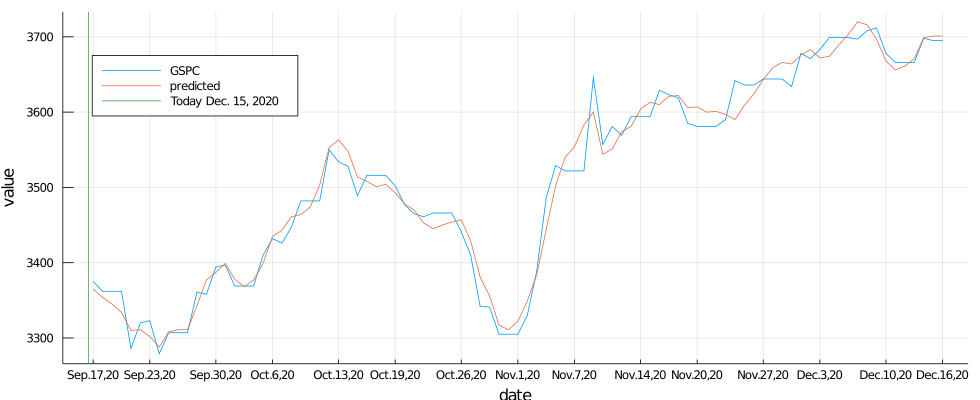 3700
3600
3500
3400
3300
value
GSPC
predicted
Today Dec. 15, 2020
Sep.17,20 Sep.23,20 Sep.30,20 Oct.6,20 Oct.13,20 Oct.19,20 Oct.26,20 Nov.1,20 Nov.7,20 Nov.14,20 Nov.20,20 Nov.27,20 Dec.3,20 Dec.10,20 Dec.16,20
date